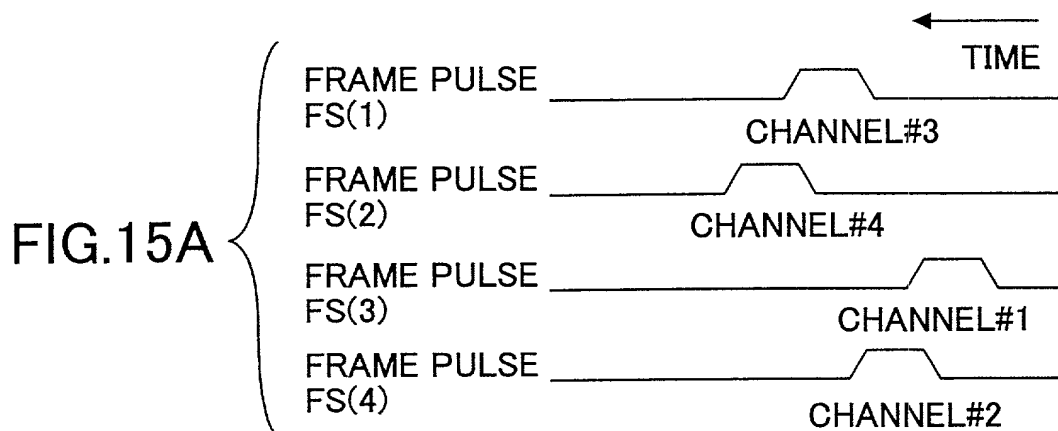 TIME
FRAME PULSE
FS(1)
CHANNEL#3
FRAME PULSE
FS(2)
CHANNEL#4
FIG.15A
FRAME PULSE
FS(3)
CHANNEL#1
FRAME PULSE
FS(4)
CHANNEL#2